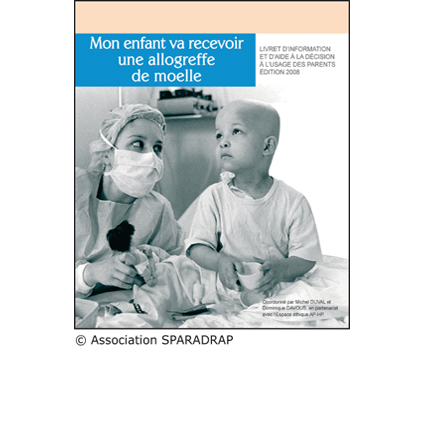 Mon enfant va recevoir
une allogreffe
de moelle
LIVRET D'INFORMATION
ET D'AIDE À LA DÉCISION
À L'USAGE DES PARENTS
ÉDITION 2008
Coordonné par Michel DUVAL et
Dominique DAVOUS, en partenariat
avec l'Espace éthique AP-HP
© Association SPARADRAP